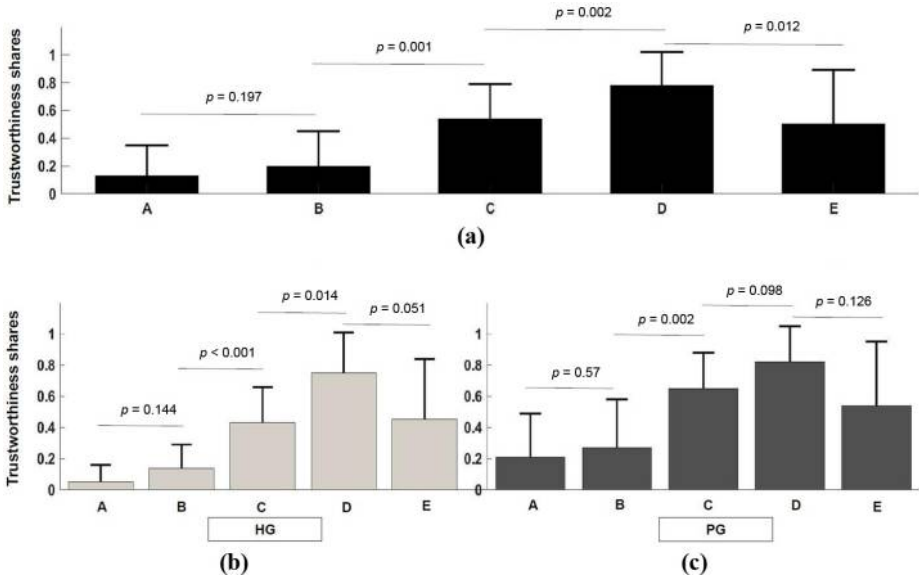 p = 0.002
p = 0.012
p = 0.001
p = 0.197
Trustworthiness shares
1
0.8
0.6
0.4
0.2
0
A B C D E
(a)
p = 0.014
p = 0.051
p < 0.001
p = 0.144
Trustworthiness shares
1
0.8
0.6
0.4
0.2
0
A B C D E
HG
(b)
p = 0.098
p = 0.126
p = 0.002
p = 0.57
1
0.8
0.6
0.4
0.2
0
A B C D E
PG
(c)